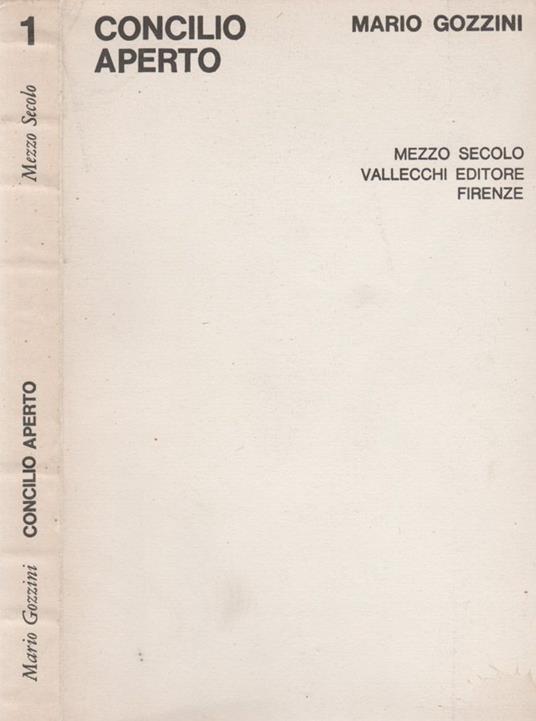 1
Mezzo Secolo
CONCILIO APERTO
Mario Gozzini
CONCILIO
APERTO
MARIO GOZZINI
MEZZO SECOLO
VALLECCHI EDITORE
FIRENZE